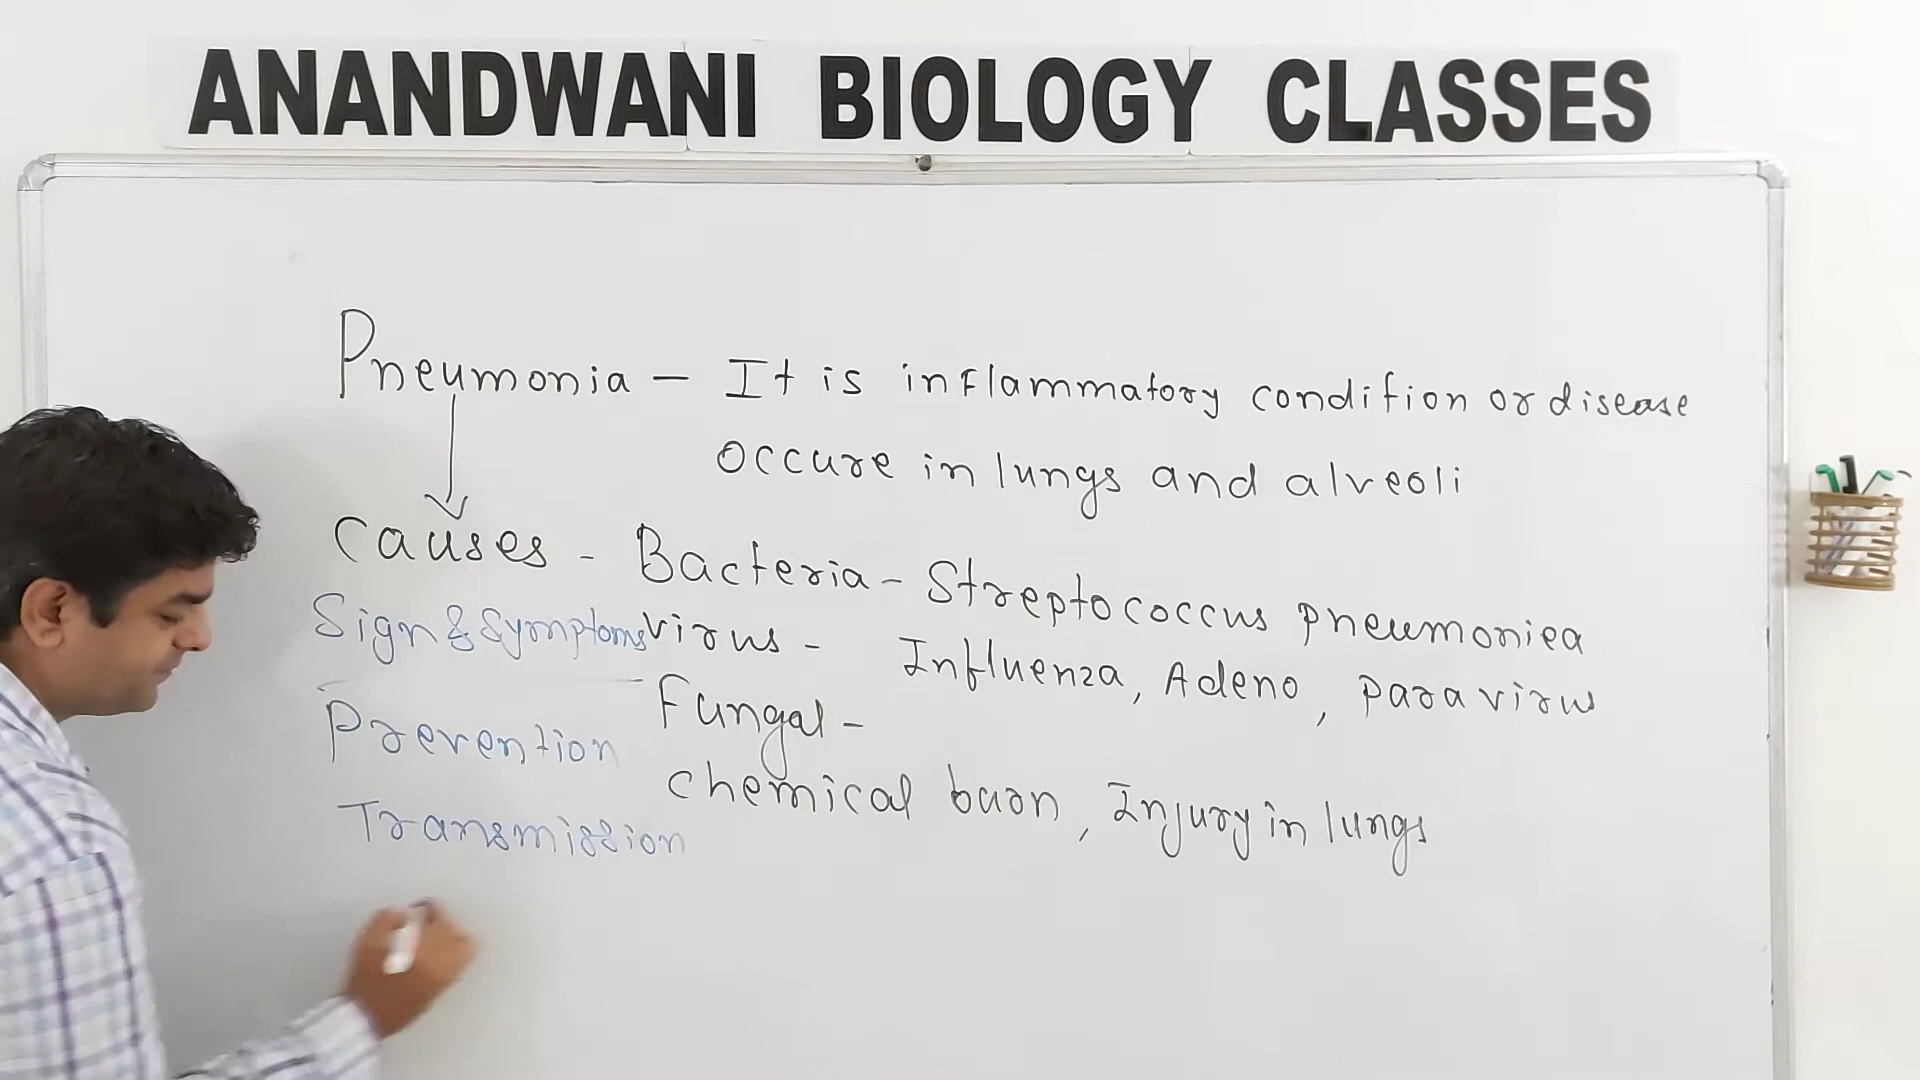 ANANDWANI BIOLOGY CLASSES
Pneumonia – It is inflammatory condition or disease
occure in lungs and alveoli
Causes - Bacteria - Streptococcus pneumoniea
Sign & Symptoms Virus - Influenza, Adeno, para virus
Fungal -
Prevention
chemical burn, Injury in lungs
Transmission